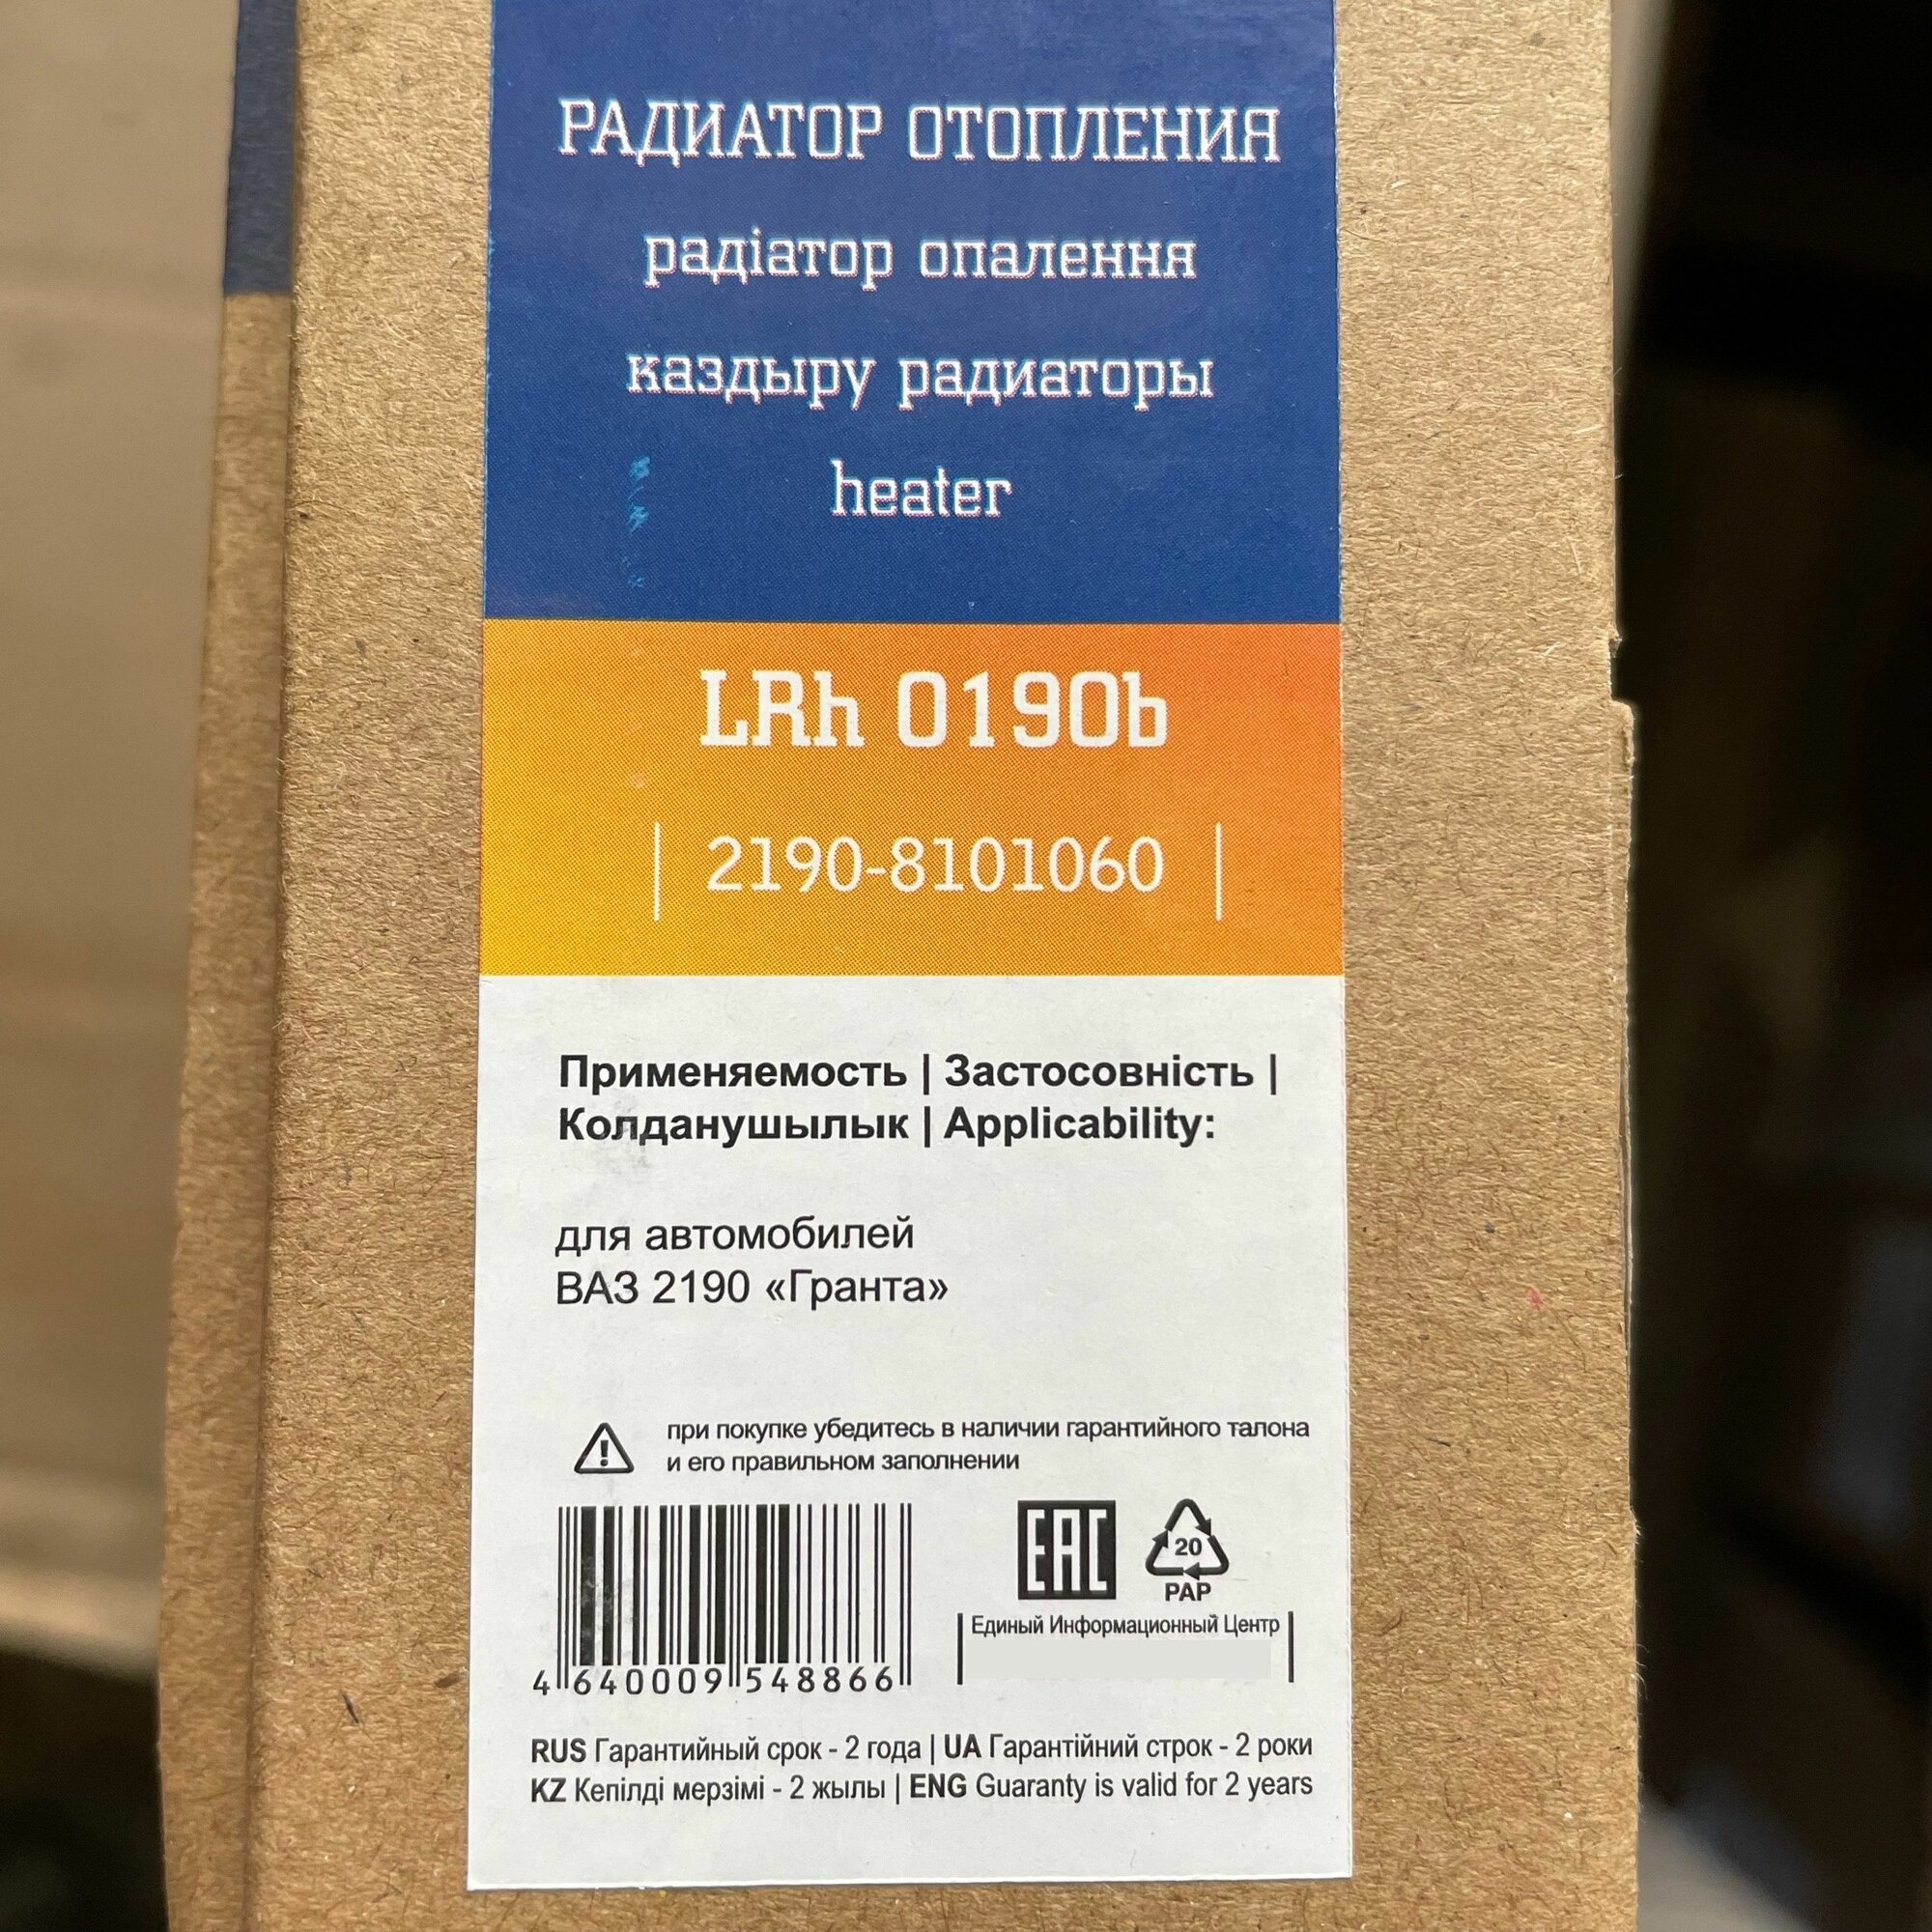 РАДИАТОР ОТОПЛЕНИЯ
радіатор опалення
каздыру радиаторы
heater
LRh 0190b
| 2190-8101060 |
Применяемость | Застосовність |
Колданушылык | Applicability:
для автомобилей
ВАЗ 2190 «Гранта»
при покупке убедитесь в наличии гарантийного талона
и его правильном заполнении
EAC
20
PAP
Единый Информационный Центр
4 640009 548866
RUS Гарантийный срок - 2 года | UA Гарантійний строк - 2 роки
KZ Кепілді мерзімі - 2 жылы | ENG Guaranty is valid for 2 years